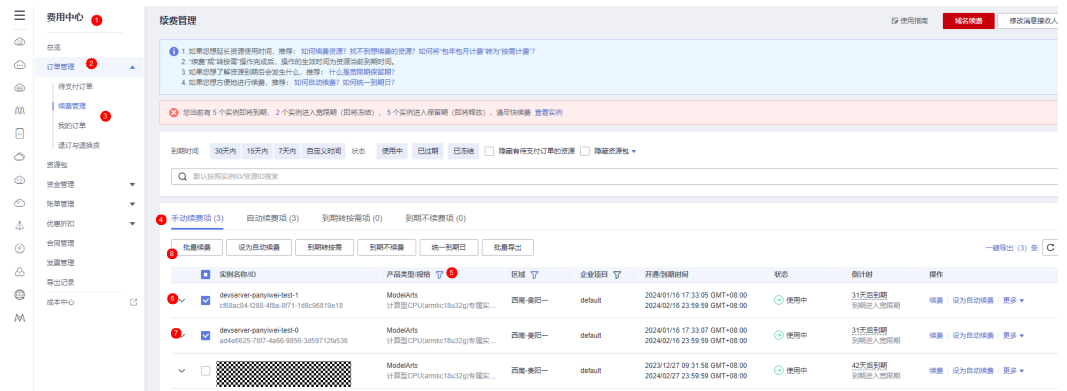 费用中心
1
总览
订单管理
2
待支付订单
续费管理
3
我的订单
退订与退换货
资源包
资金管理
账单管理
优惠折扣
合同管理
发票管理
导出记录
成本中心
续费管理
使用指南
域名续费
修改消息接收人
1. 如果您想延长资源使用时间，推荐： 如何续费资源？找不到想续费的资源？如何将“包年包月计费”转为“按需计费”？
2. “续费”或“转按需”操作完成后，操作的生效时间为资源当前到期时间。
3. 如果您想了解资源到期后会发生什么，推荐： 什么是宽限期保留期？
4. 如果您想方便地进行续费，推荐： 如何自动续费？如何统一到期日？
您当前有 5 个实例即将到期， 2 个实例进入宽限期（即将冻结）， 5 个实例进入保留期（即将释放），请尽快续费 查看实例
到期时间 30天内 15天内 7天内 自定义时间 状态 使用中 已过期 已冻结 隐藏有待支付订单的资源 隐藏资源包
默认按照实例ID/资源ID搜索
4 手动续费项 (3) 自动续费项 (3) 到期转按需项 (0) 到期不续费项 (0)
8 批量续费 设为自动续费 到期转按需 到期不续费 统一到期日 批量导出 一键导出 (3) 条
实例名称/ID 产品类型/规格 5 区域 企业项目 开通/到期时间 状态 倒计时 操作
6 devserver-panyiwei-test-1 ModelArts 西南-贵阳一 default 2024/01/16 17:33:05 GMT+08:00 使用中 31天后到期 续费 设为自动续费 更多
cf68ac04-f288-4f8a-8f71-1d8c96819e18 计算型CPU(armkc18u32g)专属实... 2024/02/16 23:59:59 GMT+08:00 到期进入宽限期
7 devserver-panyiwei-test-0 ModelArts 西南-贵阳一 default 2024/01/16 17:33:07 GMT+08:00 使用中 31天后到期 续费 设为自动续费 更多
ad4e6625-78f7-4a66-9856-3d59712fa536 计算型CPU(armkc18u32g)专属实... 2024/02/16 23:59:59 GMT+08:00 到期进入宽限期
ModelArts 西南-贵阳一 default 2023/12/27 09:31:58 GMT+08:00 使用中 42天后到期 续费 设为自动续费 更多
计算型CPU(armkc18u32g)专属实... 2024/02/27 23:59:59 GMT+08:00 到期进入宽限期